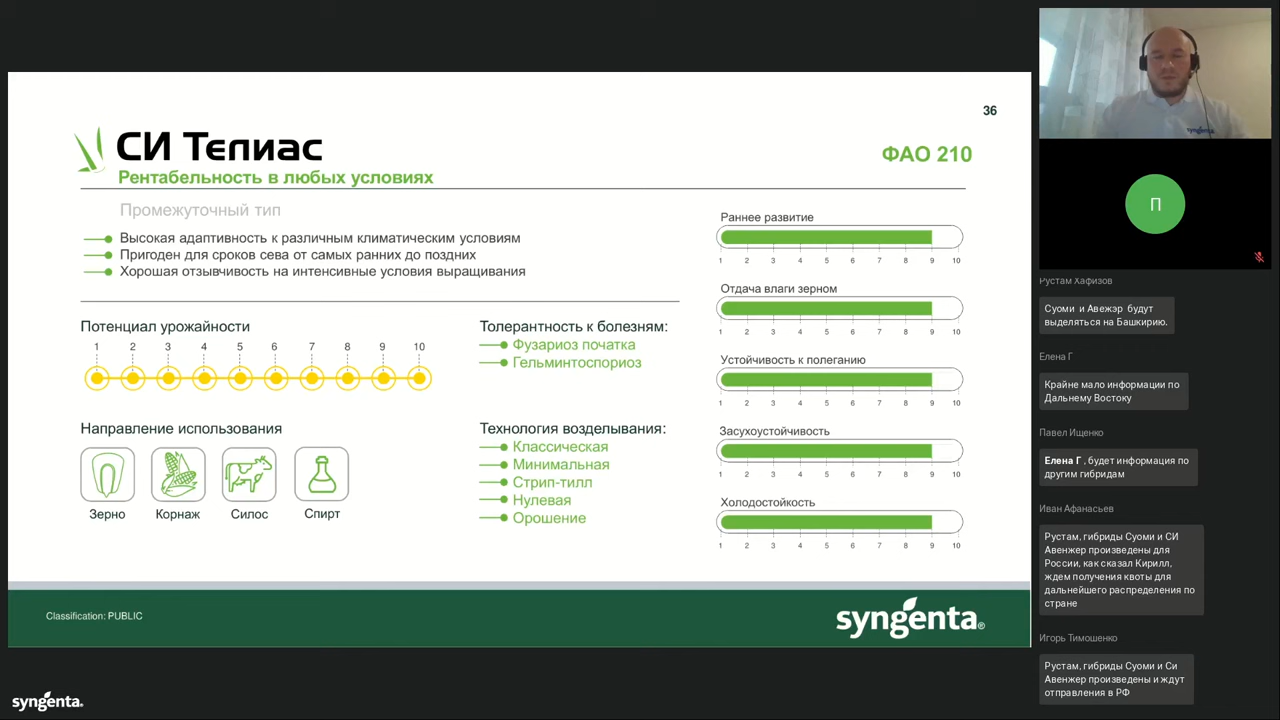 36
СИ Телиас
ФАО 210
Рентабельность в любых условиях
Промежуточный тип
Высокая адаптивность к различным климатическим условиям
Пригоден для сроков сева от самых ранних до поздних
Хорошая отзывчивость на интенсивные условия выращивания
Потенциал урожайности
1 2 3 4 5 6 7 8 9 10
Направление использования
Зерно Корнаж Силос Спирт
Толерантность к болезням:
Фузариоз початка
Гельминтоспориоз
Технология возделывания:
Классическая
Минимальная
Стрип-тилл
Нулевая
Орошение
Раннее развитие
1 2 3 4 5 6 7 8 9 10
Отдача влаги зерном
1 2 3 4 5 6 7 8 9 10
Устойчивость к полеганию
1 2 3 4 5 6 7 8 9 10
Засухоустойчивость
1 2 3 4 5 6 7 8 9 10
Холодостойкость
1 2 3 4 5 6 7 8 9 10
Classification: PUBLIC
syngenta®
syngenta.
syngenta
П
Рустам Хафизов
Суоми и Авежэр будут
выделяться на Башкирию.
Елена Г
Крайне мало информации по
Дальнему Востоку
Павел Ищенко
Елена Г , будет информация по
другим гибридам
Иван Афанасьев
Рустам, гибриды Суоми и СИ
Авенжер произведены для
России, как сказал Кирилл,
ждем получения квоты для
дальнейшего распределения по
стране
Игорь Тимошенко
Рустам, гибриды Суоми и Си
Авенжер произведены и ждут
отправления в РФ